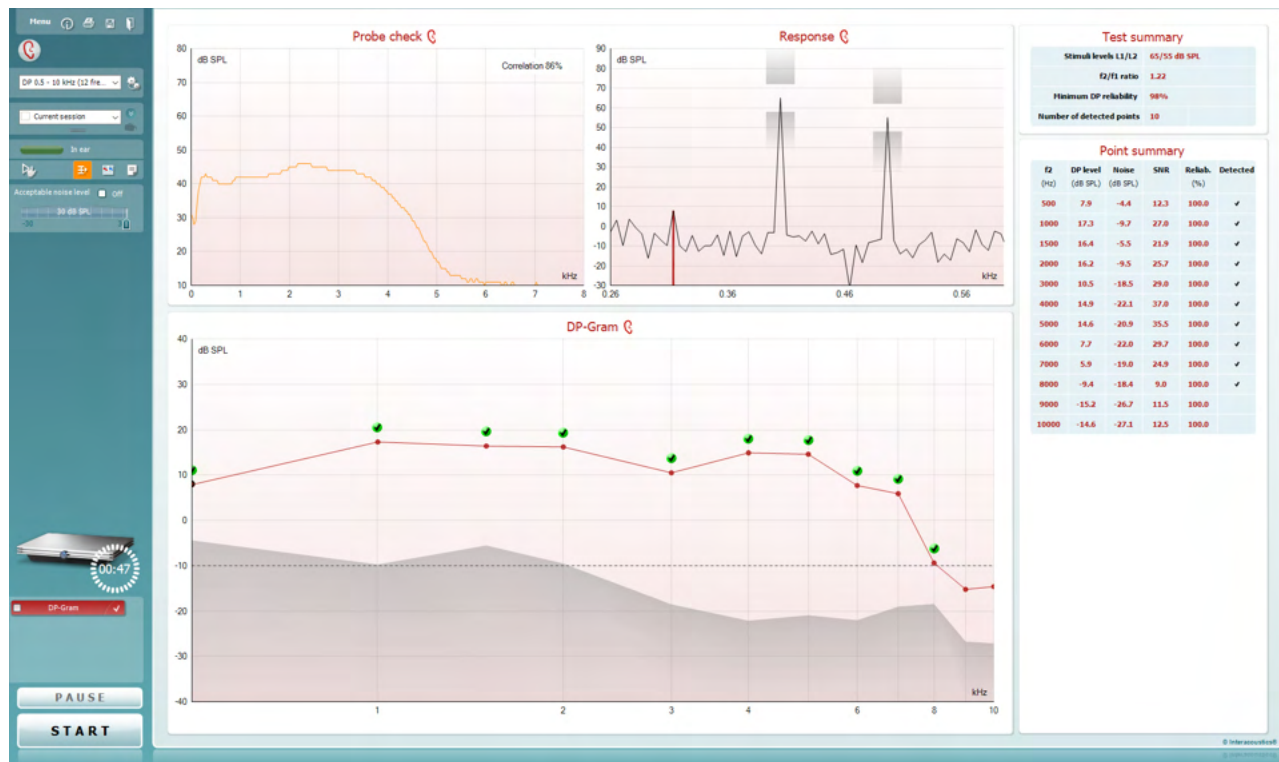 Menu
DP 0.5 - 10 kHz (12 fre...
Current session
In ear
Acceptable noise level Off
30 dB SPL
-30
00:47
DP-Gram
PAUSE
START
Probe check
dB SPL
Correlation 86%
80
70
60
50
40
30
20
10
kHz
0 1 2 3 4 5 6 7 8
Response
dB SPL
90
80
70
60
50
40
30
20
10
0
-10
-20
-30
kHz
0.26 0.36 0.46 0.56
DP-Gram
dB SPL
40
30
20
10
0
-10
-20
-30
-40
kHz
1 2 3 4 6 8 10
Test summary
Stimuli levels L1/L2 65/55 dB SPL
f2/f1 ratio 1.22
Minimum DP reliability 98%
Number of detected points 10
Point summary
f2 DP level Noise SNR Reliab. Detected
(Hz) (dB SPL) (dB SPL) (%)
500 7.9 -4.4 12.3 100.0
1000 17.3 -9.7 27.0 100.0
1500 16.4 -5.5 21.9 100.0
2000 16.2 -9.5 25.7 100.0
3000 10.5 -18.5 29.0 100.0
4000 14.9 -22.1 37.0 100.0
5000 14.6 -20.9 35.5 100.0
6000 7.7 -22.0 29.7 100.0
7000 5.9 -19.0 24.9 100.0
8000 -9.4 -18.4 9.0 100.0
9000 -15.2 -26.7 11.5 100.0
10000 -14.6 -27.1 12.5 100.0
© Interacoustics®